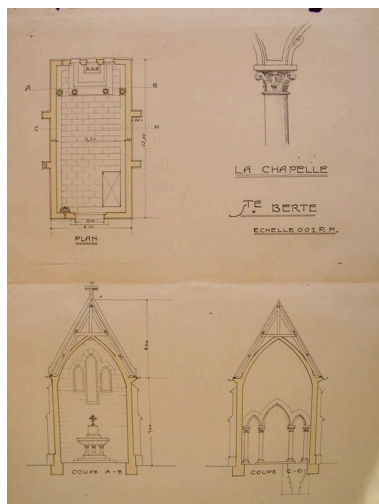 A B
PLAN
LA CHAPELLE
STE BERTE
ECHELLE 0.01 P. M.
COUPE A-B
COUPE C-D